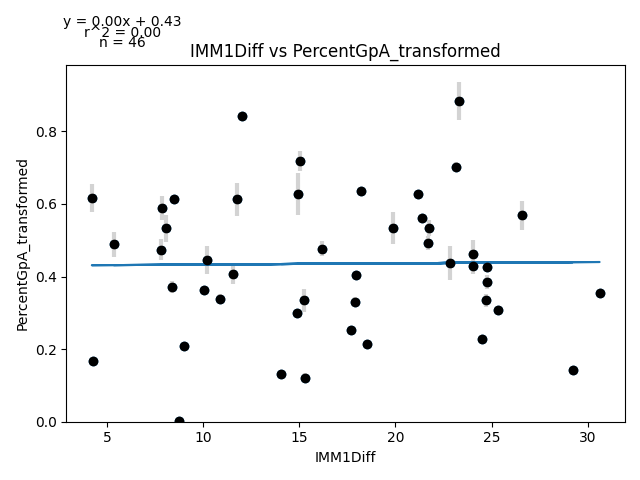 y = 0.00x + 0.43
r^2 = 0.00
n = 46
IMM1Diff vs PercentGpA_transformed
PercentGpA_transformed
0.8
0.6
0.4
0.2
0.0
5 10 15 20 25 30
IMM1Diff